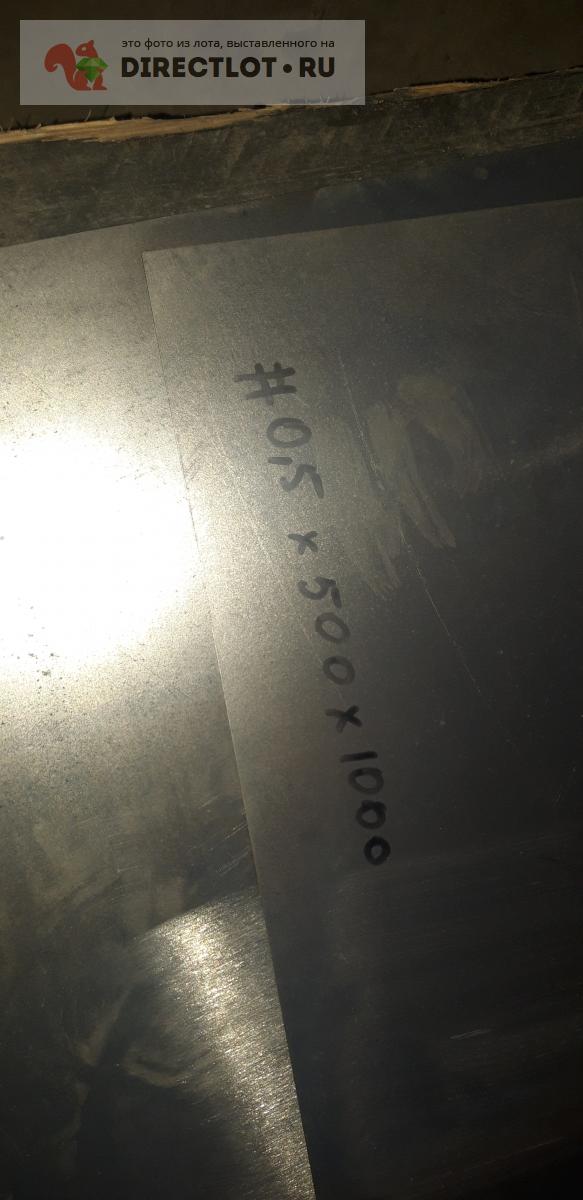 это фото из лота, выставленного на
DIRECTLOT•RU
#0,5 x 500 x 1000